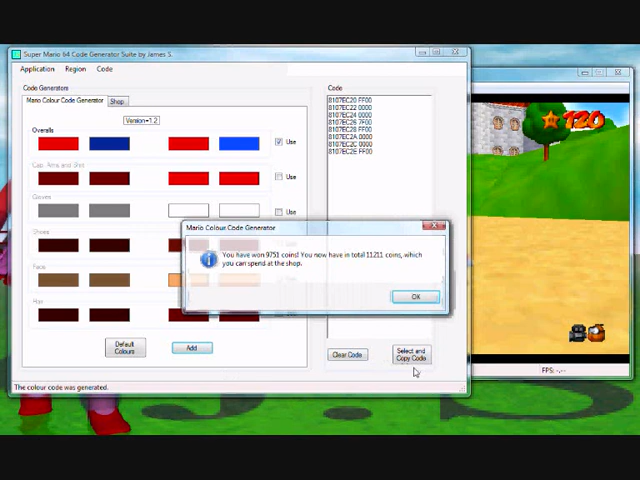 Super Mario 64 Code Generator Suite by James S.
Application Region Code
Code Generators
Mario Colour Code Generator Shop
Version=1.2
Overalls
Use
Cap, Arms and Shirt
Use
Gloves
Use
Shoes
Face
Hair
Default
Colours
Add
The colour code was generated.
Code
8107EC20 FF00
8107EC22 0000
8107EC24 0000
8107EC26 7F00
8107EC28 FF00
8107EC2A 0000
8107EC2C 0000
8107EC2E FF00
Clear Code
Select and
Copy Code
Mario Colour Code Generator
You have won 9751 coins! You now have in total 11211 coins, which
you can spend at the shop.
OK
120
FPS: -,--